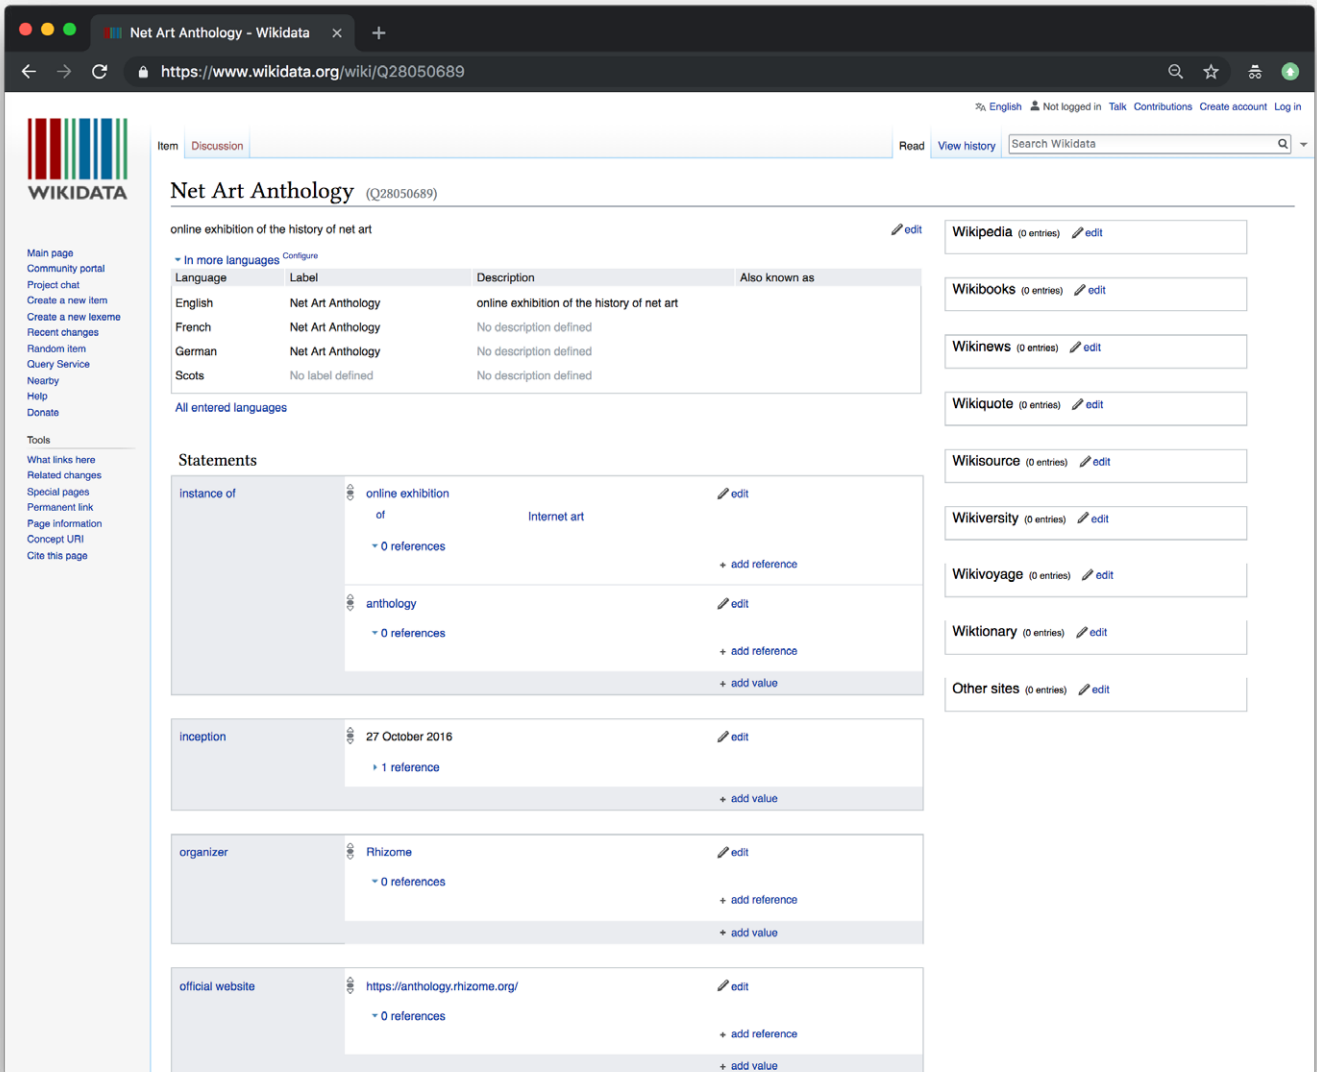 Net Art Anthology - Wikidata
https://www.wikidata.org/wiki/Q28050689
English Not logged in Talk Contributions Create account Log in
WIKIDATA
Item Discussion Read View history Search Wikidata
Net Art Anthology (Q28050689)
online exhibition of the history of net art edit
In more languages Configure
Language Label Description Also known as
English Net Art Anthology online exhibition of the history of net art
French Net Art Anthology No description defined
German Net Art Anthology No description defined
Scots No label defined No description defined
All entered languages
Main page
Community portal
Project chat
Create a new item
Create a new lexeme
Recent changes
Random item
Query Service
Nearby
Help
Donate
Tools
What links here
Related changes
Special pages
Permanent link
Page information
Concept URI
Cite this page
Statements
instance of online exhibition edit
of Internet art
0 references
+ add reference
anthology edit
0 references
+ add reference
+ add value
inception 27 October 2016 edit
1 reference
+ add value
organizer Rhizome edit
0 references
+ add reference
+ add value
official website https://anthology.rhizome.org/ edit
0 references
+ add reference
+ add value
Wikipedia (0 entries) edit
Wikibooks (0 entries) edit
Wikinews (0 entries) edit
Wikiquote (0 entries) edit
Wikisource (0 entries) edit
Wikiversity (0 entries) edit
Wikivoyage (0 entries) edit
Wiktionary (0 entries) edit
Other sites (0 entries) edit